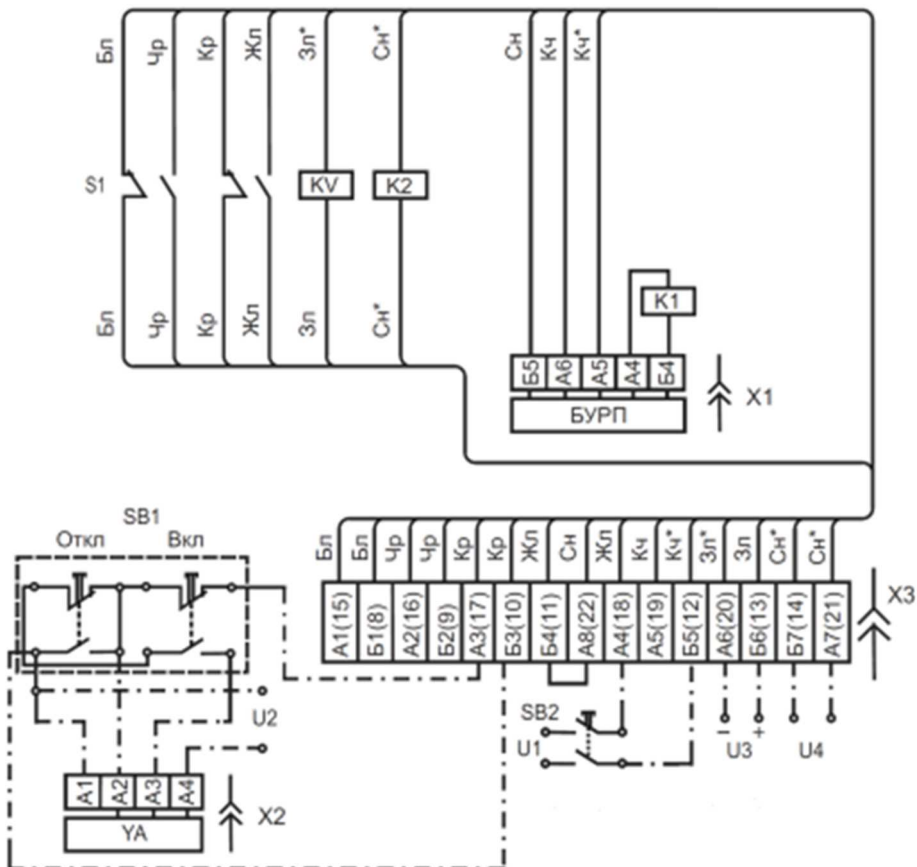 Бл Чр Кр Жл Зл* Сн* Сн Кч Кч*
S1 KV K2
K1
Бл Чр Кр Жл Зл Сн*
Б5 А6 А5 А4 Б4
БУРП
X1
SB1
Откл Вкл
Бл Бл Чр Чр Кр Кр Жл Сн Жл Кч Кч* Зл* Зл Сн* Сн*
X3
А1(15) Б1(8) А2(16) Б2(9) А3(17) Б3(10) Б4(11) А8(22) А4(18) А5(19) Б5(12) А6(20) Б6(13) Б7(14) А7(21)
SB2
U2
U1
− +
U3 U4
А1 А2 А3 А4
X2
YA